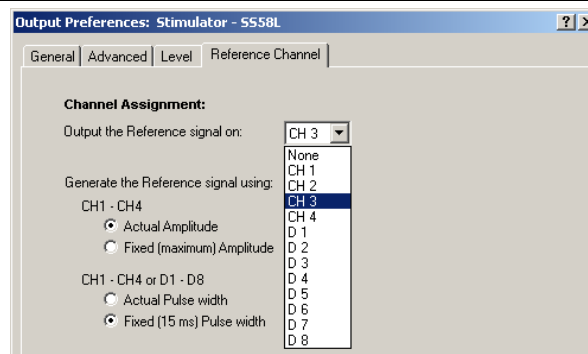 Output Preferences: Stimulator - SS58L
General Advanced Level Reference Channel
Channel Assignment:
Output the Reference signal on: CH 3
None
CH 1
Generate the Reference signal using: CH 2
CH1 - CH4 CH 3
CH 4
Actual Amplitude D 1
Fixed (maximum) Amplitude D 2
D 3
CH1 - CH4 or D1 - D8 D 4
Actual Pulse width D 5
D 6
Fixed (15 ms) Pulse width D 7
D 8